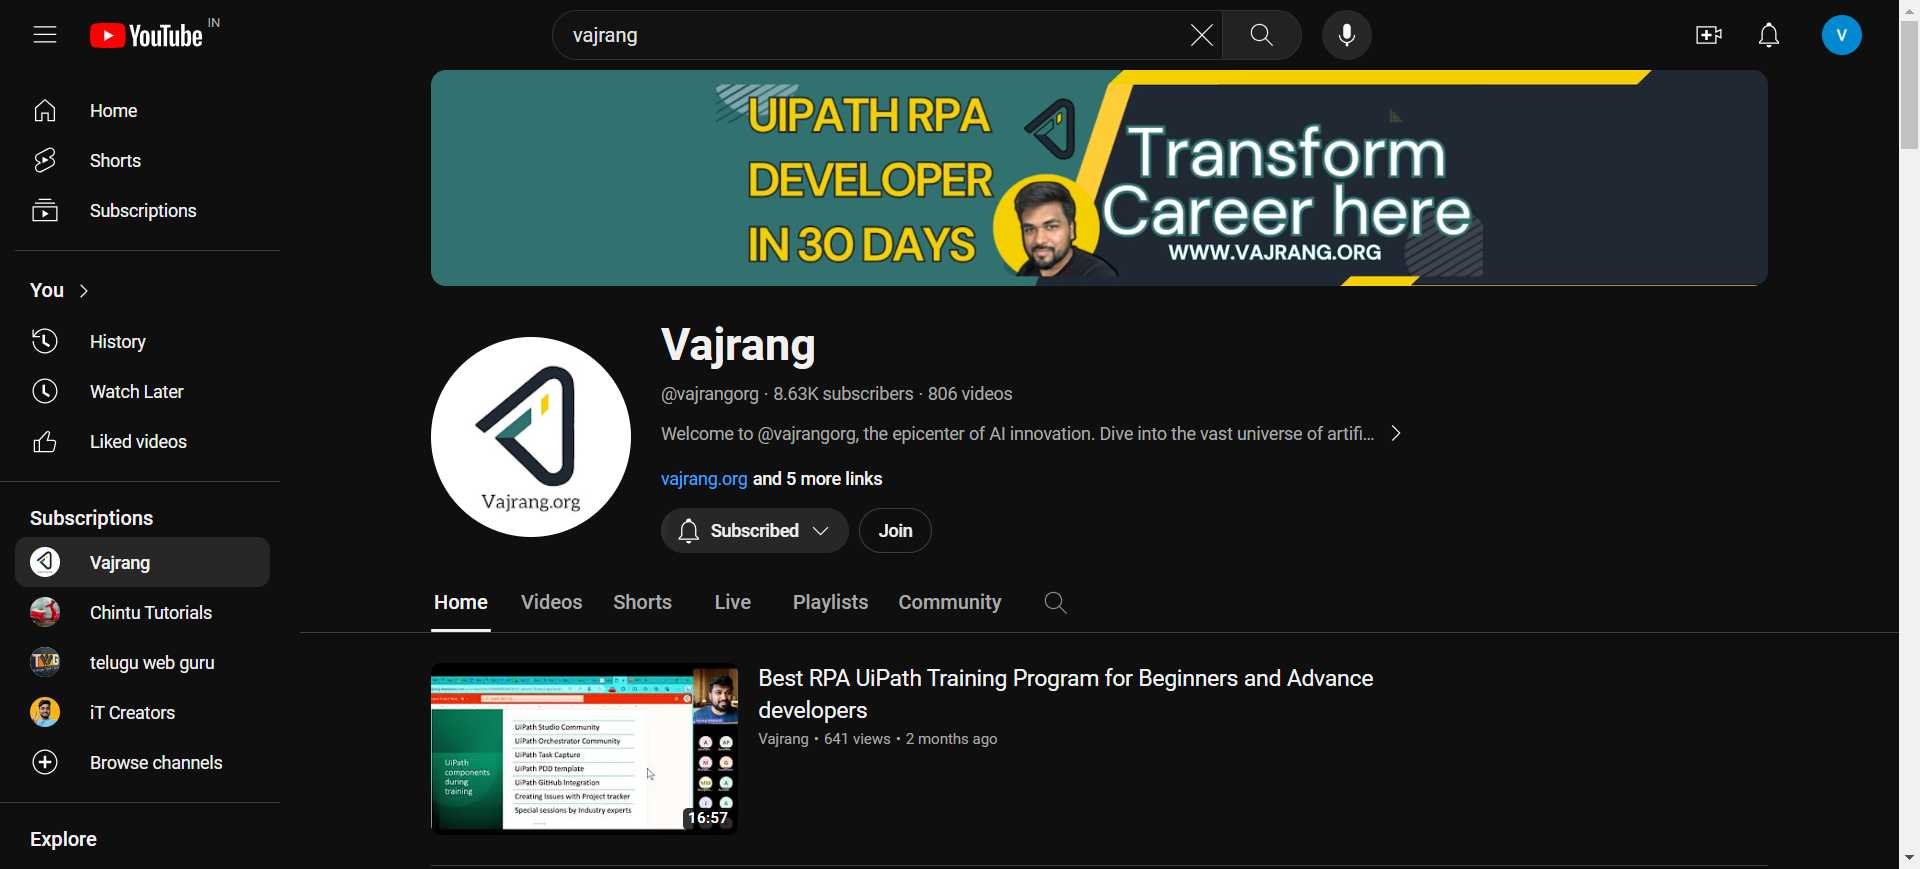 YouTube IN
vajrang
V
Home
Shorts
Subscriptions
You
History
Watch Later
Liked videos
Subscriptions
Vajrang
Chintu Tutorials
telugu web guru
iT Creators
Browse channels
Explore
UIPATH RPA
DEVELOPER
IN 30 DAYS
Transform
Career here
WWW.VAJRANG.ORG
Vajrang.org
Vajrang
@vajrangorg · 8.63K subscribers · 806 videos
Welcome to @vajrangorg, the epicenter of AI innovation. Dive into the vast universe of artifi...
vajrang.org and 5 more links
Subscribed
Join
Home Videos Shorts Live Playlists Community
UiPath
components
during
training
UiPath Studio Community
UiPath Orchestrator Community
UiPath Task Capture
UiPath PDD template
UiPath GitHub Integration
Creating Issues with Project tracker
Special sessions by Industry experts
16:57
Best RPA UiPath Training Program for Beginners and Advance
developers
Vajrang • 641 views • 2 months ago